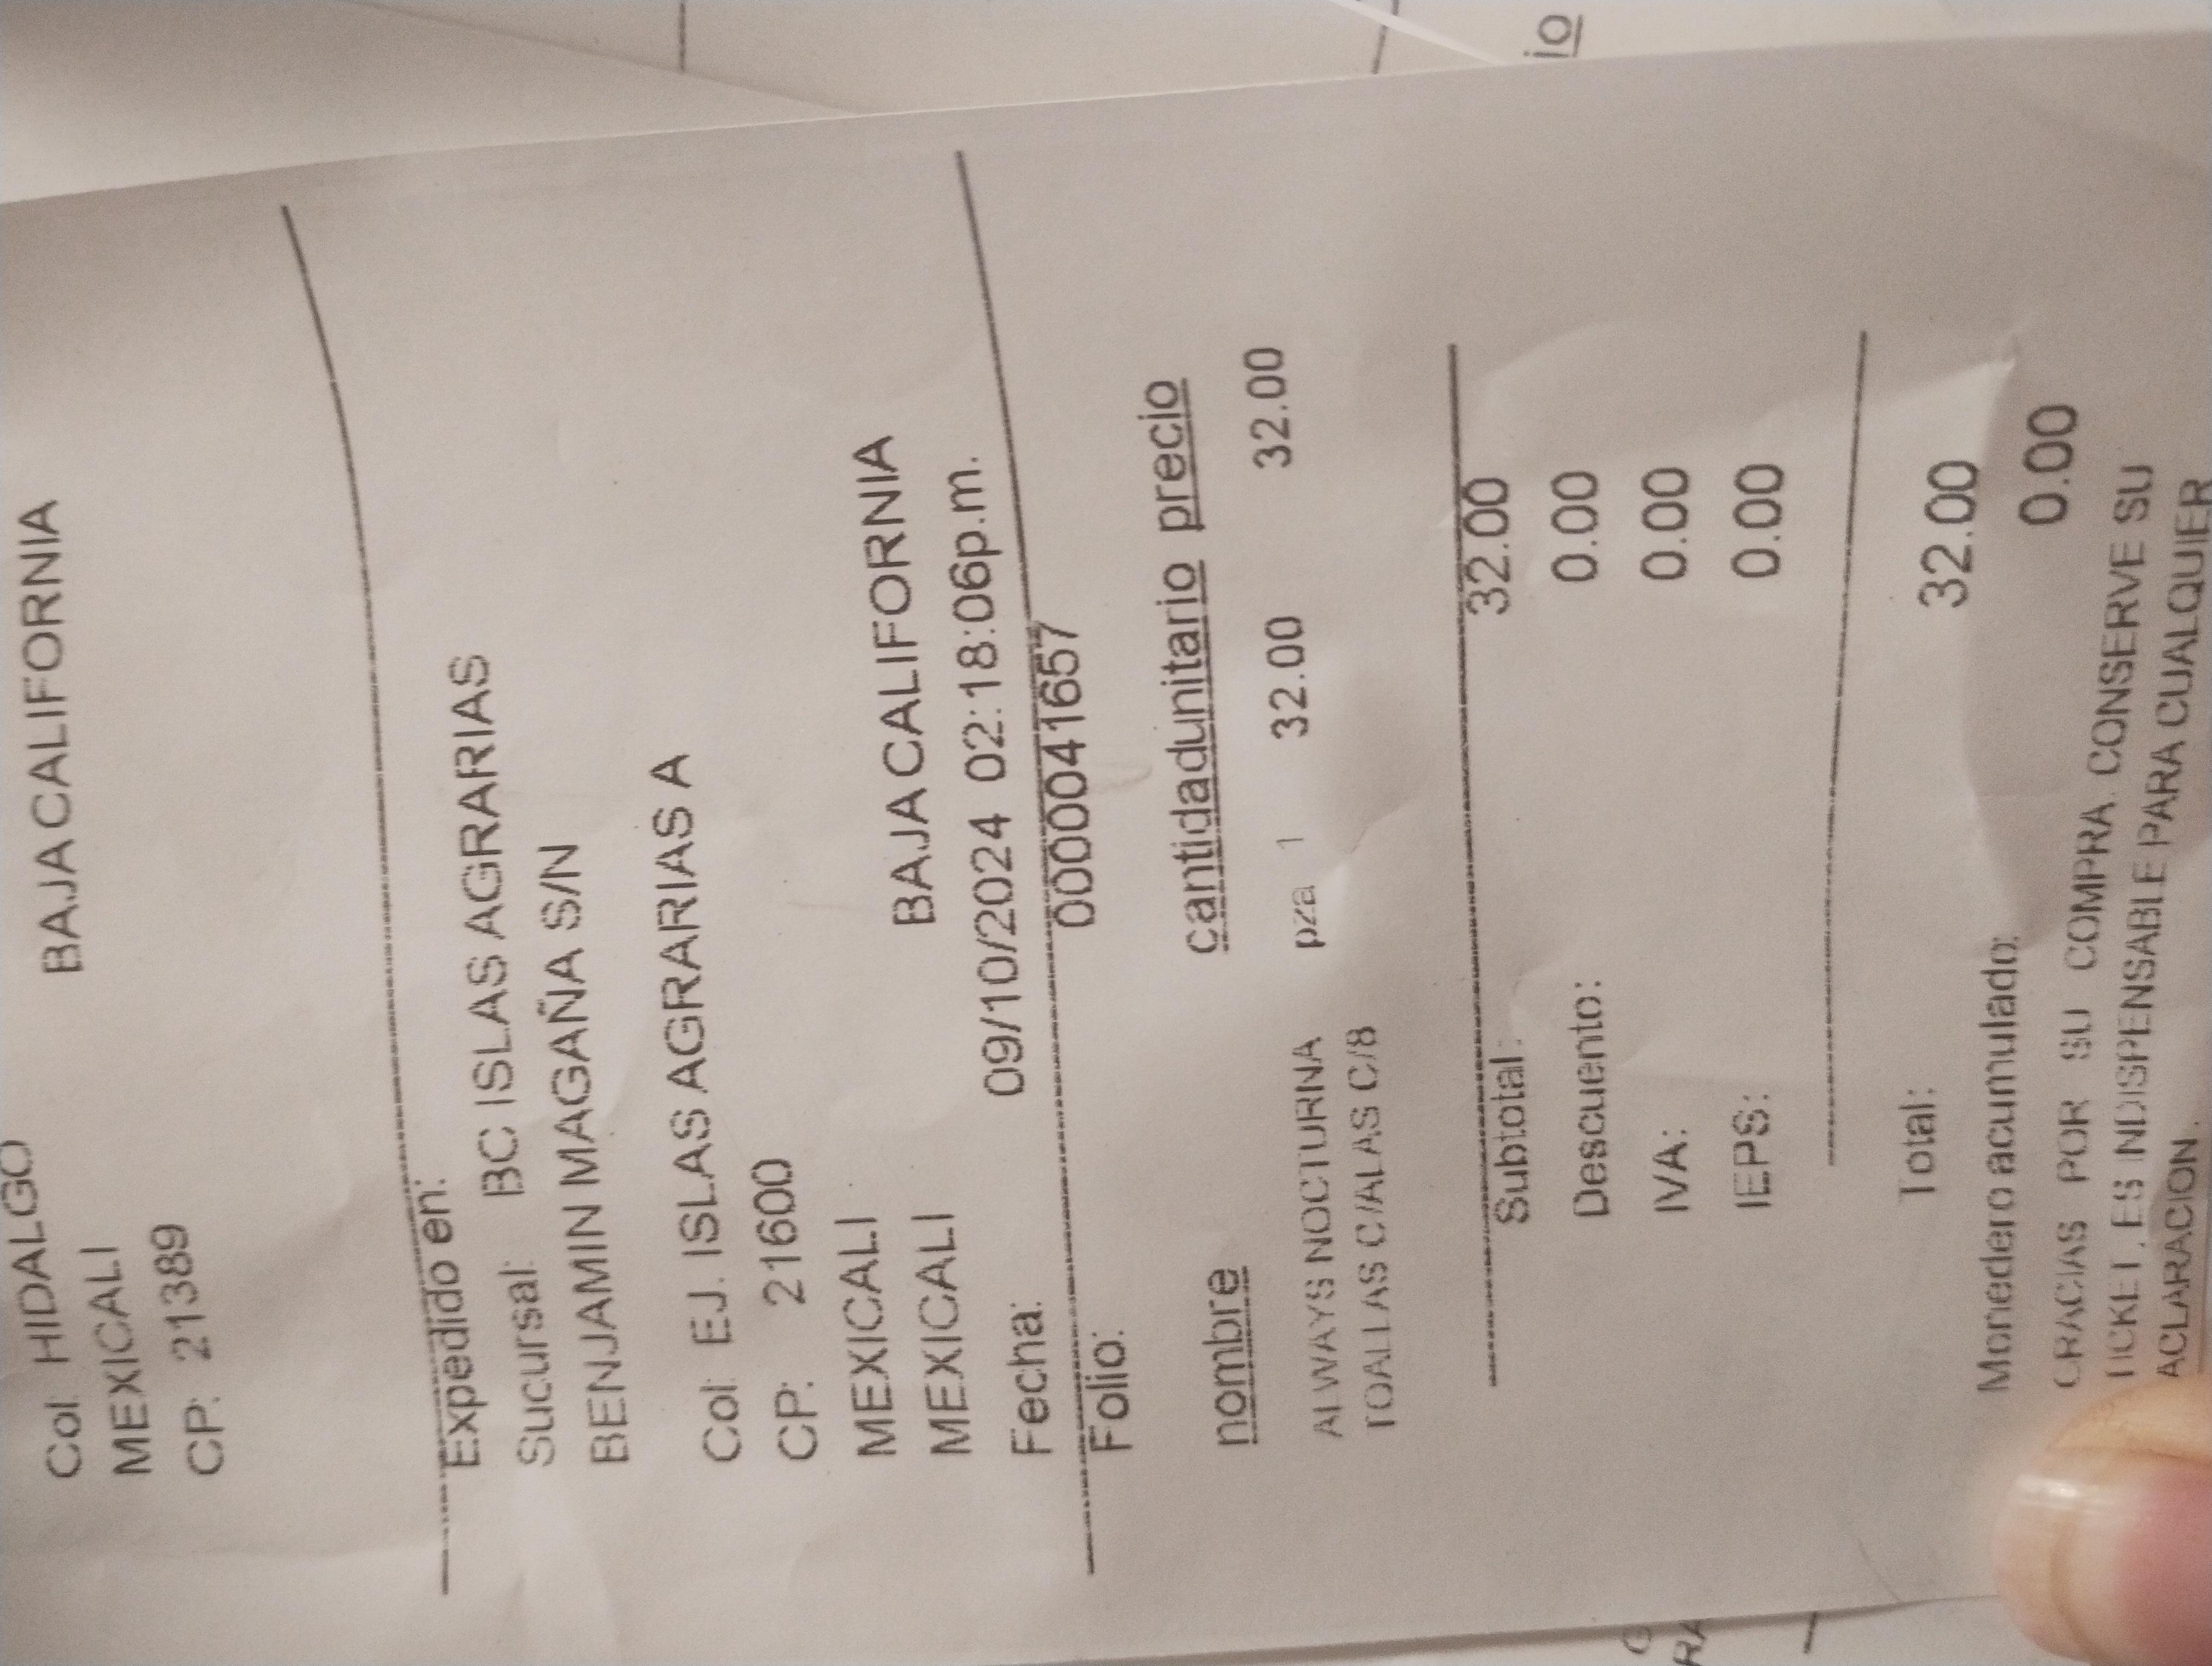 Col: HIDALGO
MEXICALI BAJA CALIFORNIA
CP: 21389
Expedido en:
Sucursal: BC ISLAS AGRARIAS
BENJAMIN MAGAÑA S/N
Col: EJ. ISLAS AGRARIAS A
CP: 21600
MEXICALI
MEXICALI BAJA CALIFORNIA
Fecha: 09/10/2024 02:18:06p.m.
Folio: 0000041657
nombre cantidadunitario precio
ALWAYS NOCTURNA pza 1 32.00 32.00
TOALLAS C/ALAS C/8
Subtotal: 32.00
Descuento: 0.00
IVA: 0.00
IEPS: 0.00
Total: 32.00
Monedero acumulado: 0.00
GRACIAS POR SU COMPRA. CONSERVE SU
TICKET, ES INDISPENSABLE PARA CUALQUIER
ACLARACION.
io
RA